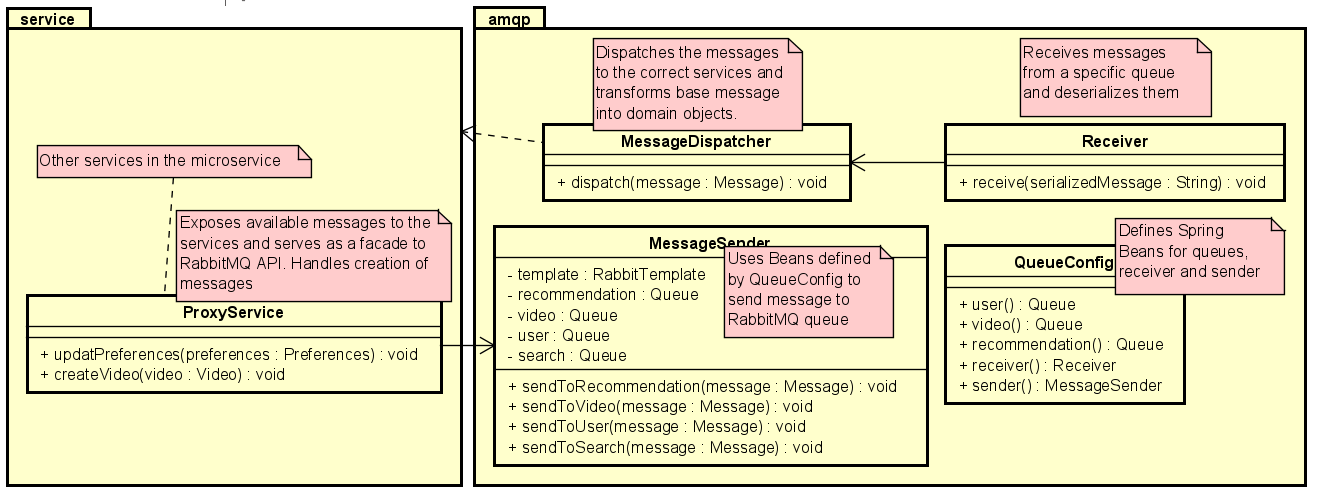 service
Other services in the microservice
Exposes available messages to the
services and serves as a facade to
RabbitMQ API. Handles creation of
messages
ProxyService
+ updatPreferences(preferences : Preferences) : void
+ createVideo(video : Video) : void
amqp
Dispatches the messages
to the correct services and
transforms base message
into domain objects.
MessageDispatcher
+ dispatch(message : Message) : void
Receives messages
from a specific queue
and deserializes them
Receiver
+ receive(serializedMessage : String) : void
MessageSender
- template : RabbitTemplate
- recommendation : Queue
- video : Queue
- user : Queue
- search : Queue
Uses Beans defined
by QueueConfig to
send message to
RabbitMQ queue
+ sendToRecommendation(message : Message) : void
+ sendToVideo(message : Message) : void
+ sendToUser(message : Message) : void
+ sendToSearch(message : Message) : void
Defines Spring
Beans for queues,
receiver and sender
QueueConfig
+ user() : Queue
+ video() : Queue
+ recommendation() : Queue
+ receiver() : Receiver
+ sender() : MessageSender